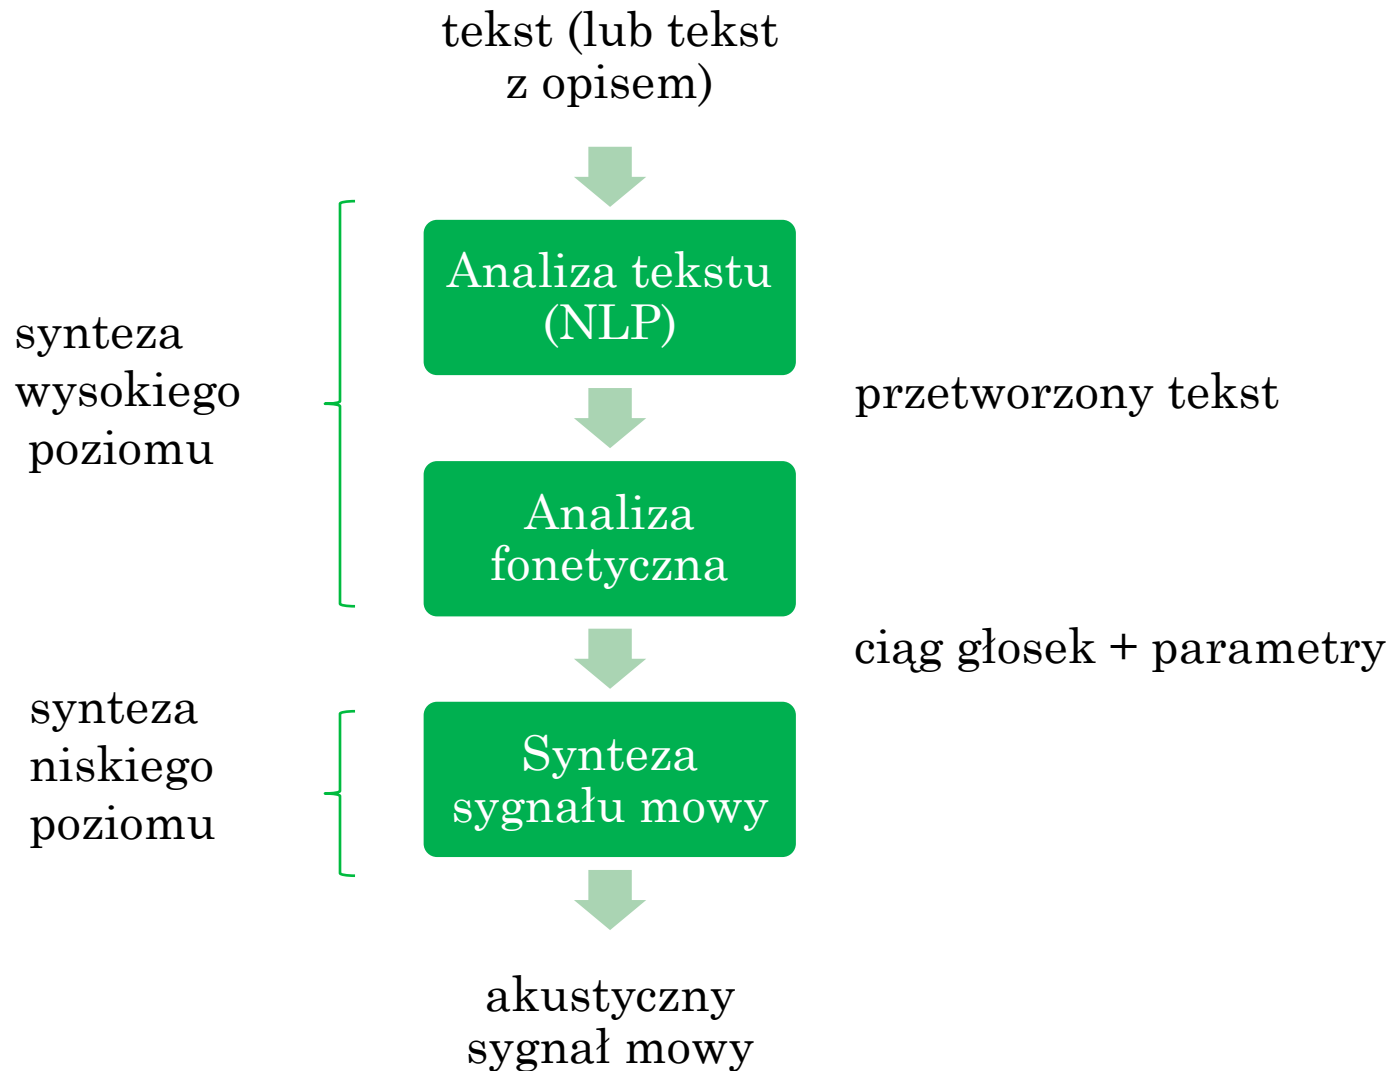 tekst (lub tekst
z opisem)
Analiza tekstu
(NLP)
synteza
wysokiego
poziomu
przetworzony tekst
Analiza
fonetyczna
ciąg głosek + parametry
synteza
niskiego
poziomu
Synteza
sygnału mowy
akustyczny
sygnał mowy